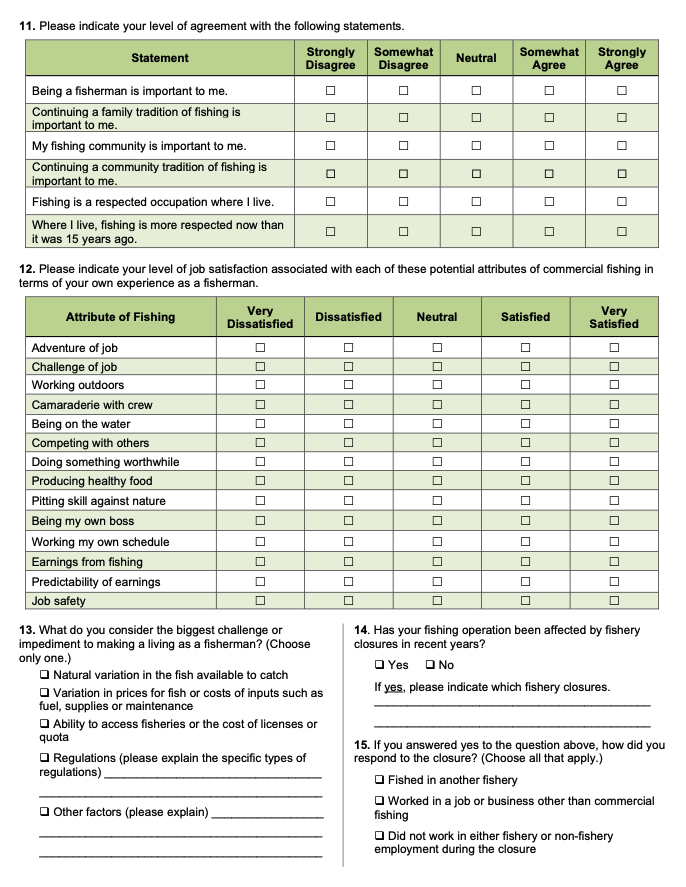 11. Please indicate your level of agreement with the following statements.
Statement
Strongly Disagree
Somewhat Disagree
Neutral
Somewhat Agree
Strongly Agree
Being a fisherman is important to me.
☐ ☐ ☐ ☐ ☐
Continuing a family tradition of fishing is
important to me.
☐ ☐ ☐ ☐ ☐
My fishing community is important to me.
☐ ☐ ☐ ☐ ☐
Continuing a community tradition of fishing is
important to me.
☐ ☐ ☐ ☐ ☐
Fishing is a respected occupation where I live.
☐ ☐ ☐ ☐ ☐
Where I live, fishing is more respected now than
it was 15 years ago.
☐ ☐ ☐ ☐ ☐
12. Please indicate your level of job satisfaction associated with each of these potential attributes of commercial fishing in
terms of your own experience as a fisherman.
Attribute of Fishing
Very Dissatisfied
Dissatisfied
Neutral
Satisfied
Very Satisfied
Adventure of job ☐ ☐ ☐ ☐ ☐
Challenge of job ☐ ☐ ☐ ☐ ☐
Working outdoors ☐ ☐ ☐ ☐ ☐
Camaraderie with crew ☐ ☐ ☐ ☐ ☐
Being on the water ☐ ☐ ☐ ☐ ☐
Competing with others ☐ ☐ ☐ ☐ ☐
Doing something worthwhile ☐ ☐ ☐ ☐ ☐
Producing healthy food ☐ ☐ ☐ ☐ ☐
Pitting skill against nature ☐ ☐ ☐ ☐ ☐
Being my own boss ☐ ☐ ☐ ☐ ☐
Working my own schedule ☐ ☐ ☐ ☐ ☐
Earnings from fishing ☐ ☐ ☐ ☐ ☐
Predictability of earnings ☐ ☐ ☐ ☐ ☐
Job safety ☐ ☐ ☐ ☐ ☐
13. What do you consider the biggest challenge or
impediment to making a living as a fisherman? (Choose
only one.)
❑ Natural variation in the fish available to catch
❑ Variation in prices for fish or costs of inputs such as
fuel, supplies or maintenance
❑ Ability to access fisheries or the cost of licenses or
quota
❑ Regulations (please explain the specific types of
regulations) ____________________
❑ Other factors (please explain) ____________________
14. Has your fishing operation been affected by fishery
closures in recent years?
❑ Yes ❑ No
If yes, please indicate which fishery closures.
15. If you answered yes to the question above, how did you
respond to the closure? (Choose all that apply.)
❑ Fished in another fishery
❑ Worked in a job or business other than commercial
fishing
❑ Did not work in either fishery or non-fishery
employment during the closure